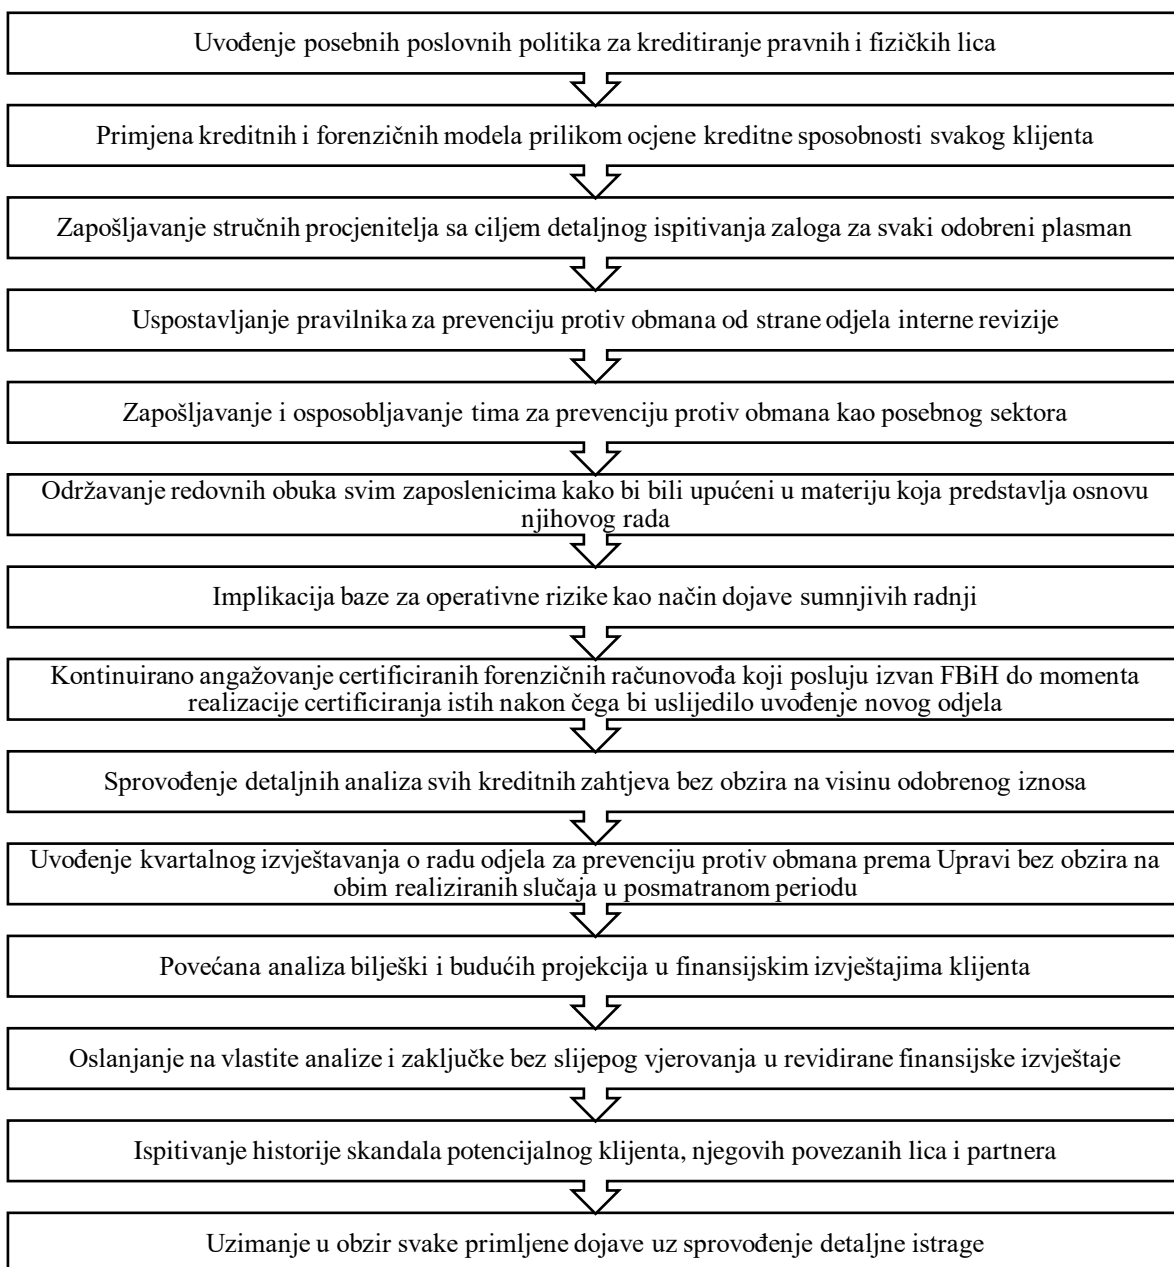 Uvođenje posebnih poslovnih politika za kreditiranje pravnih i fizičkih lica
Primjena kreditnih i forenzičnih modela prilikom ocjene kreditne sposobnosti svakog klijenta
Zapošljavanje stručnih procjenitelja sa ciljem detaljnog ispitivanja zaloga za svaki odobreni plasman
Uspostavljanje pravilnika za prevenciju protiv obmana od strane odjela interne revizije
Zapošljavanje i osposobljavanje tima za prevenciju protiv obmana kao posebnog sektora
Održavanje redovnih obuka svim zaposlenicima kako bi bili upućeni u materiju koja predstavlja osnovu
njihovog rada
Implikacija baze za operativne rizike kao način dojave sumnjivih radnji
Kontinuirano angažovanje certificiranih forenzičnih računovođa koji posluju izvan FBiH do momenta
realizacije certificiranja istih nakon čega bi uslijedilo uvođenje novog odjela
Sprovođenje detaljnih analiza svih kreditnih zahtjeva bez obzira na visinu odobrenog iznosa
Uvođenje kvartalnog izvještavanja o radu odjela za prevenciju protiv obmana prema Upravi bez obzira na
obim realiziranih slučaja u posmatranom periodu
Povećana analiza bilješki i budućih projekcija u finansijskim izvještajima klijenta
Oslanjanje na vlastite analize i zaključke bez slijepog vjerovanja u revidirane finansijske izvještaje
Ispitivanje historije skandala potencijalnog klijenta, njegovih povezanih lica i partnera
Uzimanje u obzir svake primljene dojave uz sprovođenje detaljne istrage